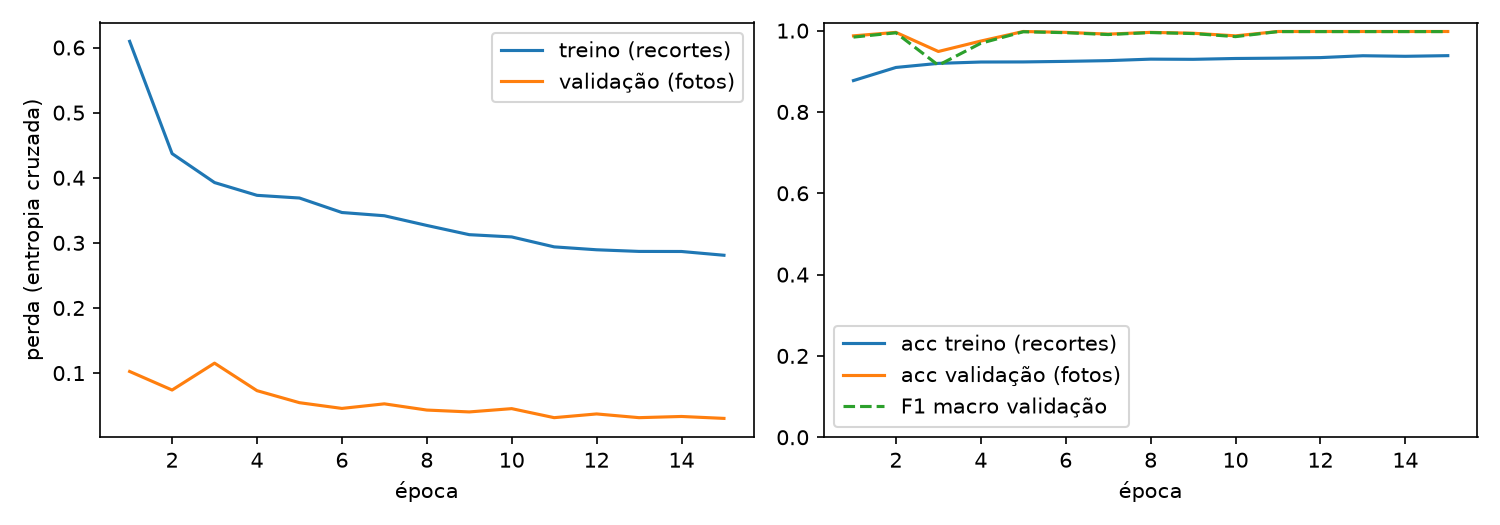 perda (entropia cruzada)
0.6
0.5
0.4
0.3
0.2
0.1
treino (recortes)
validação (fotos)
2 4 6 8 10 12 14
época
1.0
0.8
0.6
0.4
0.2
0.0
acc treino (recortes)
acc validação (fotos)
F1 macro validação
2 4 6 8 10 12 14
época